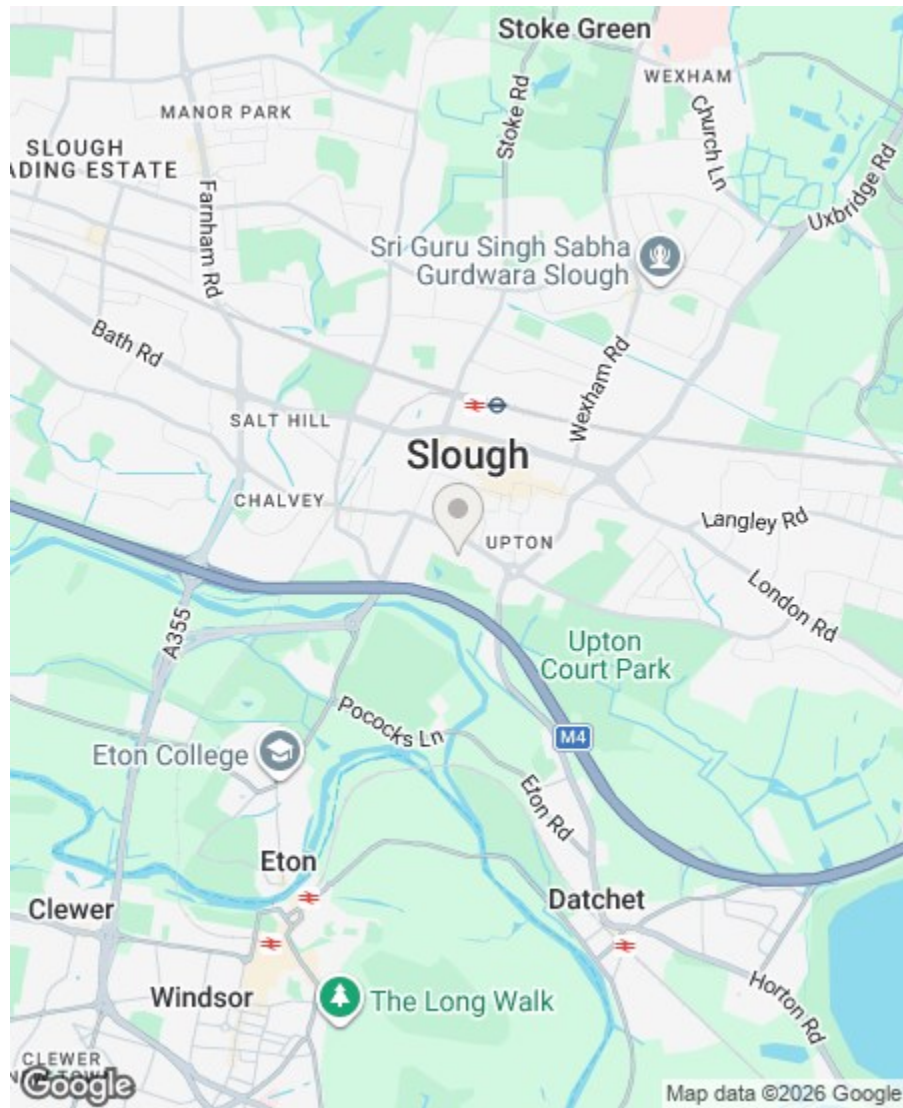 Stoke Green
WEXHAM
MANOR PARK
Stoke Rd
Church Ln
SLOUGH
ADING ESTATE
Uxbridge Rd
Farnham Rd
Sri Guru Singh Sabha
Gurdwara Slough
Bath Rd
Wexham Rd
SALT HILL
Slough
CHALVEY
Langley Rd
UPTON
London Rd
A355
Upton
Court Park
Pococks Ln
M4
Eton College
Eton Rd
Eton
Datchet
Clewer
Windsor
The Long Walk
Horton Rd
CLEWER
Google
Map data ©2026 Google